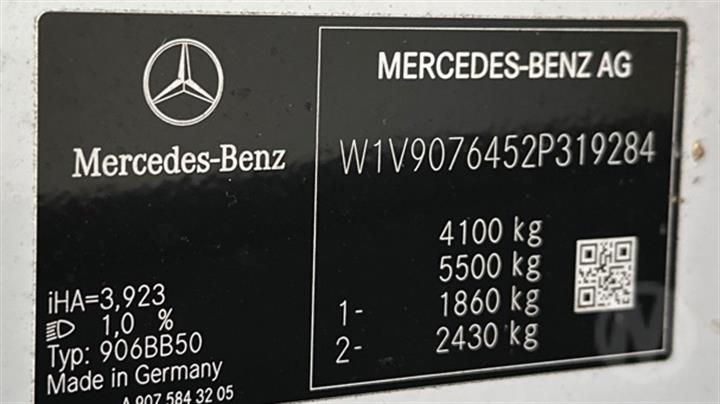 Mercedes-Benz
iHA=3,923
1,0 %
Typ: 906BB50
Made in Germany
A 907 584 32 05
MERCEDES-BENZ AG
W1V9076452P319284
4100 kg
5500 kg
1- 1860 kg
2- 2430 kg